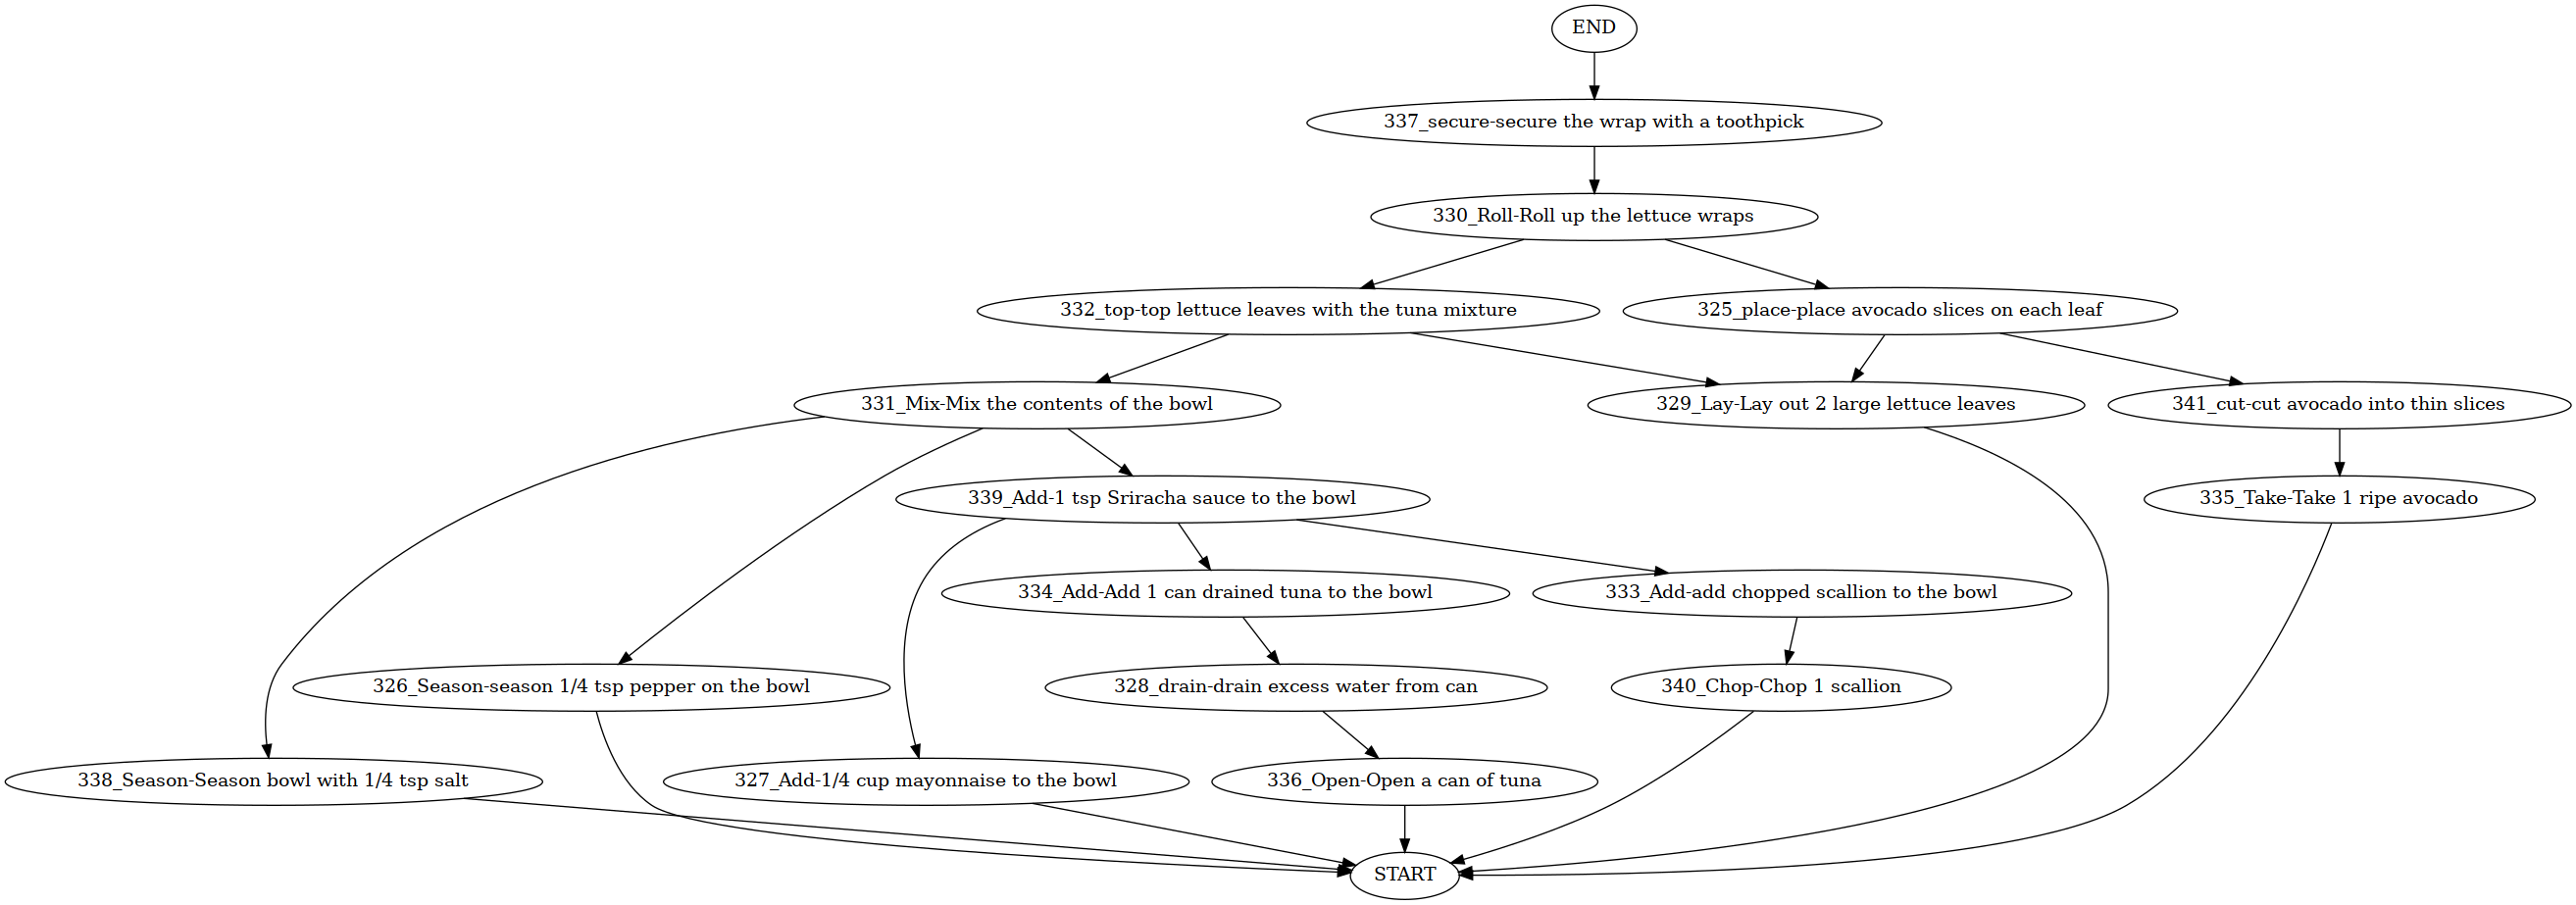 END
337_secure-secure the wrap with a toothpick
330_Roll-Roll up the lettuce wraps
332_top-top lettuce leaves with the tuna mixture
325_place-place avocado slices on each leaf
331_Mix-Mix the contents of the bowl
329_Lay-Lay out 2 large lettuce leaves
341_cut-cut avocado into thin slices
339_Add-1 tsp Sriracha sauce to the bowl
335_Take-Take 1 ripe avocado
334_Add-Add 1 can drained tuna to the bowl
333_Add-add chopped scallion to the bowl
326_Season-season 1/4 tsp pepper on the bowl
328_drain-drain excess water from can
340_Chop-Chop 1 scallion
338_Season-Season bowl with 1/4 tsp salt
327_Add-1/4 cup mayonnaise to the bowl
336_Open-Open a can of tuna
START